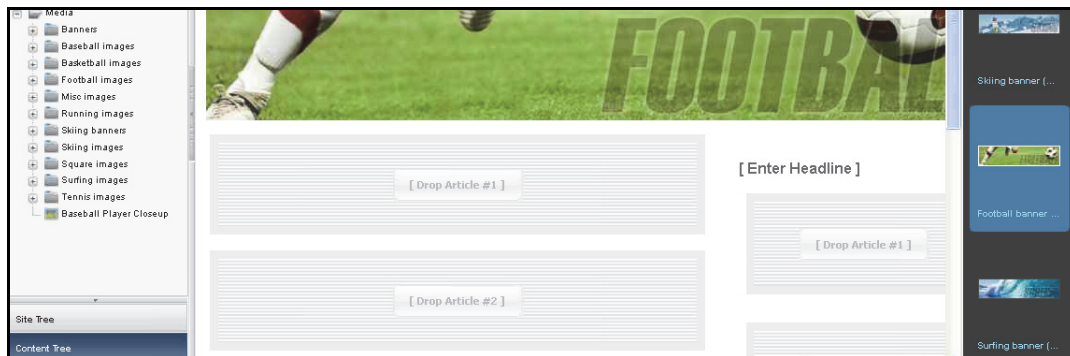 Media
Banners
Baseball images
Basketball images
Football images
Misc images
Running images
Skiing banners
Skiing images
Square images
Surfing images
Tennis images
Baseball Player Closeup
Site Tree
Content Tree
FOOTBAL
[ Drop Article #1 ]
[ Drop Article #2 ]
[ Enter Headline ]
[ Drop Article #1 ]
Skiing banner (...
Football banner ...
Surfing banner (...